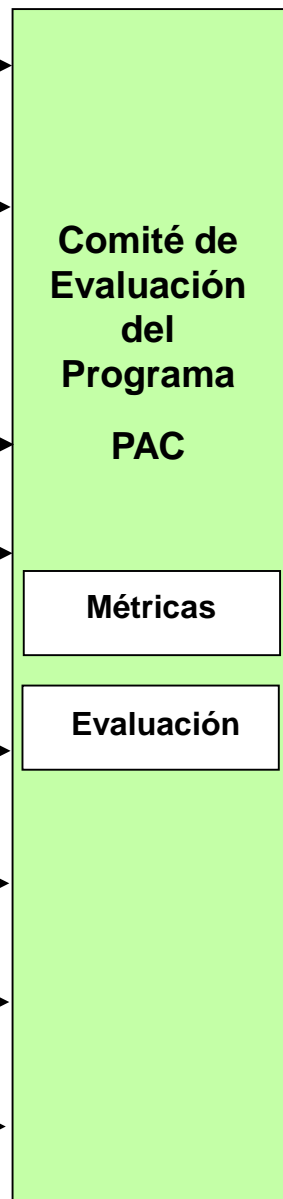 Comité de
Evaluación
del
Programa
PAC
Métricas
Evaluación